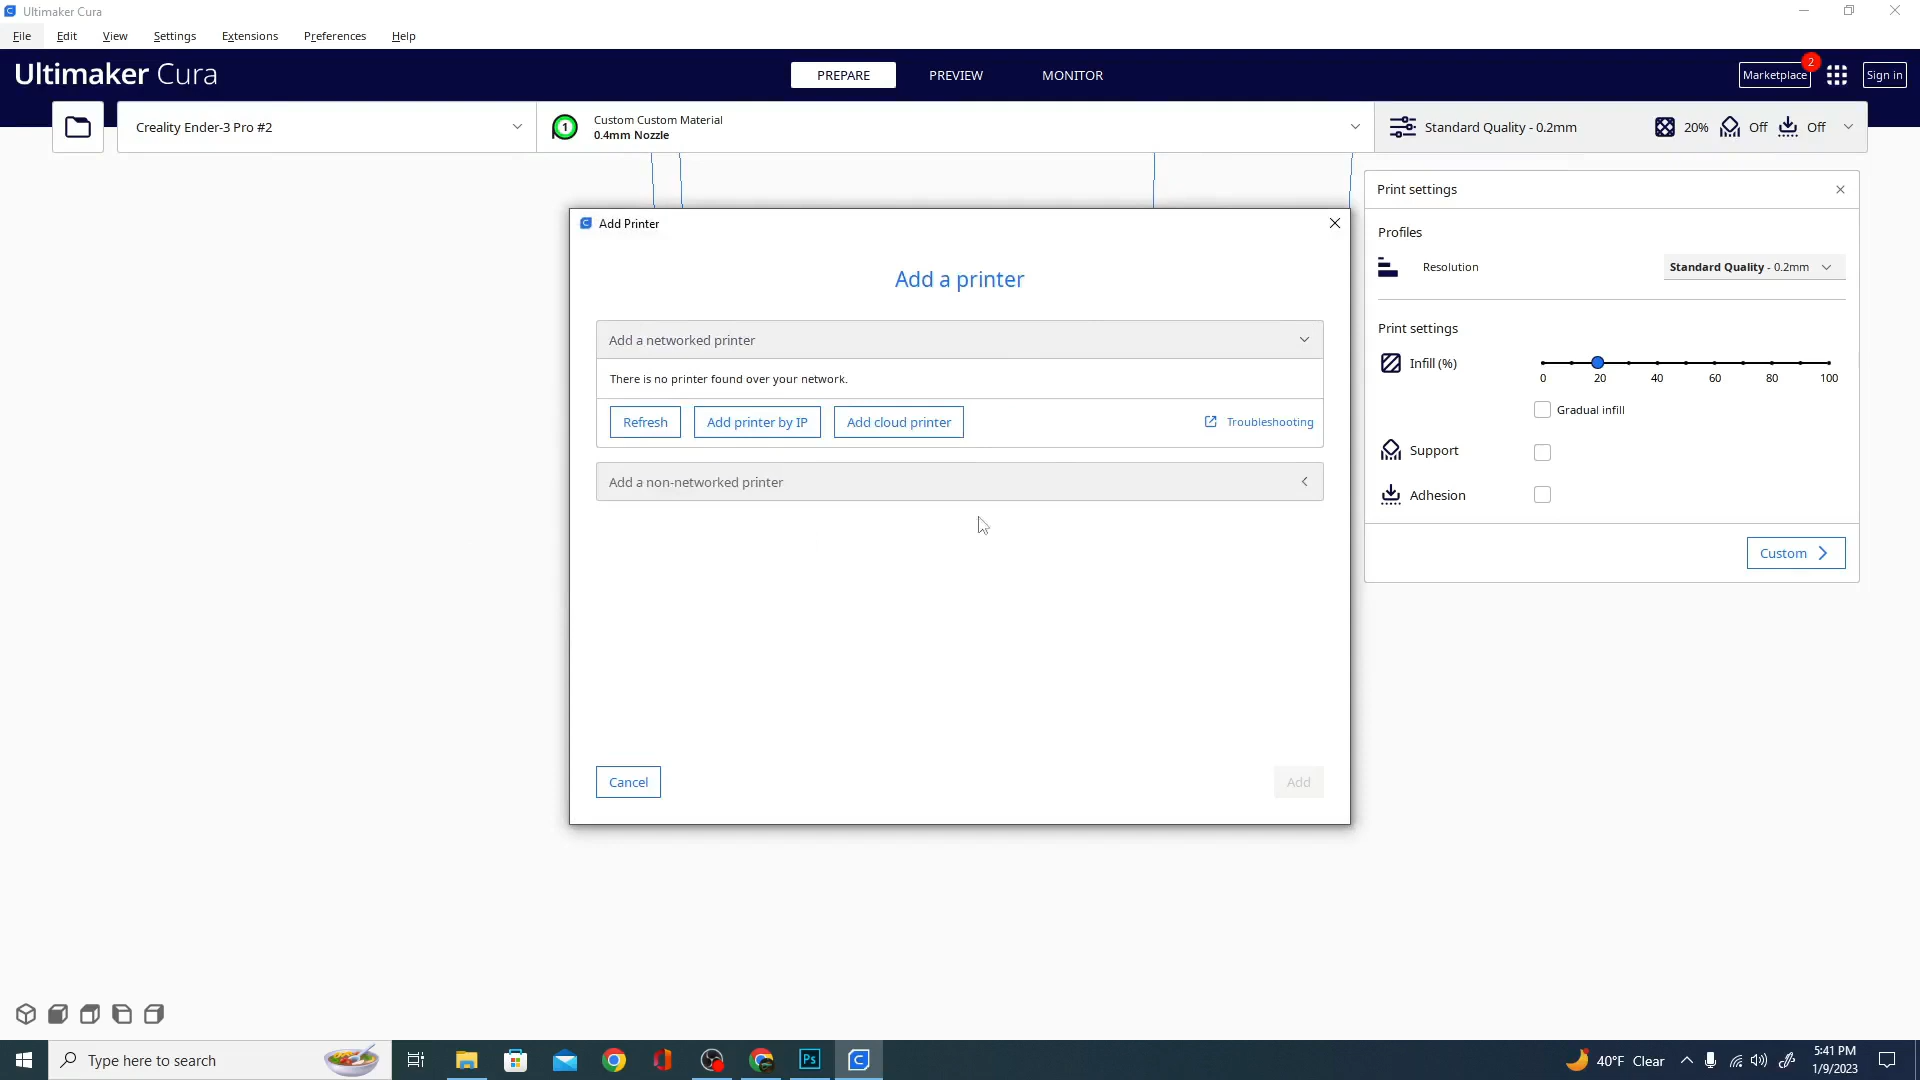 Ultimaker Cura
File Edit View Settings Extensions Preferences Help
Ultimaker Cura
PREPARE PREVIEW MONITOR
Marketplace 2 Sign in
Creality Ender-3 Pro #2
1 Custom Custom Material
0.4mm Nozzle
Standard Quality - 0.2mm 20% Off Off
Print settings
Profiles
Resolution Standard Quality - 0.2mm
Print settings
Infill (%)
0 20 40 60 80 100
Gradual infill
Support
Adhesion
Custom
Add Printer
Add a printer
Add a networked printer
There is no printer found over your network.
Refresh Add printer by IP Add cloud printer Troubleshooting
Add a non-networked printer
Cancel Add
Type here to search
Ps
40°F Clear
5:41 PM
1/9/2023